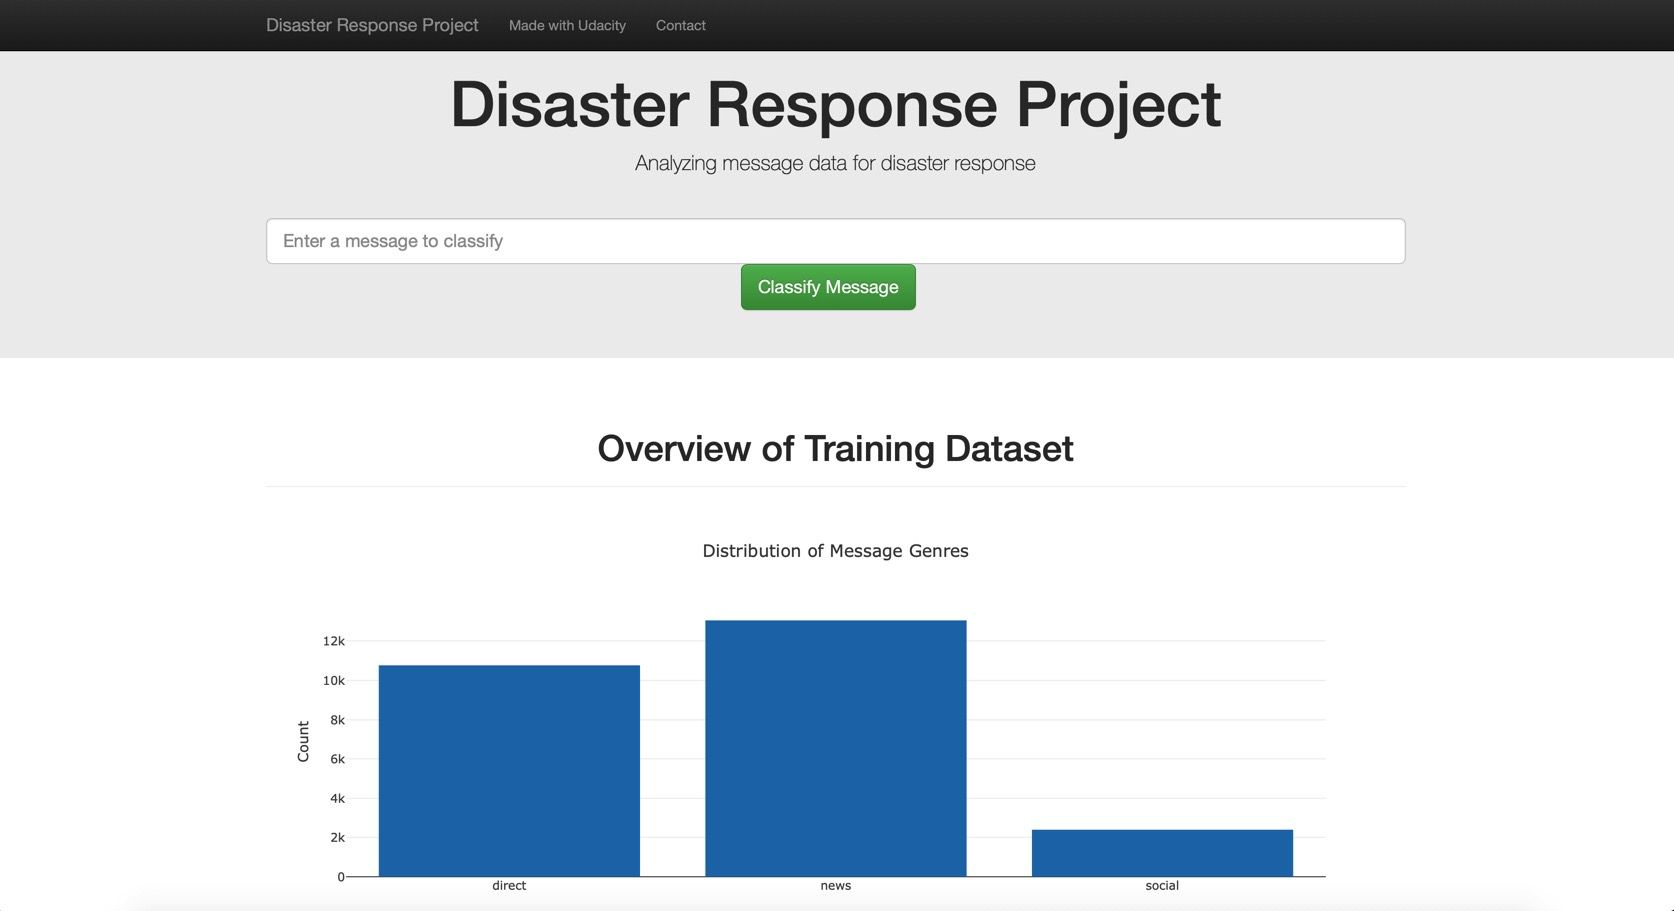 Disaster Response Project Made with Udacity Contact
Disaster Response Project
Analyzing message data for disaster response
Enter a message to classify
Classify Message
Overview of Training Dataset
Distribution of Message Genres
12k
10k
8k
6k
4k
2k
0
Count
direct news social